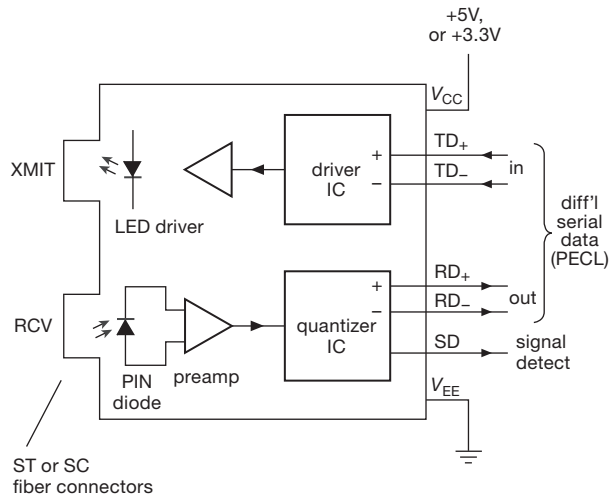 +5V,
or +3.3V
VCC
XMIT
LED driver
driver
IC
+
−
TD+
TD−
in
diff'l
serial
data
(PECL)
RCV
PIN
diode
preamp
quantizer
IC
+
−
RD+
RD−
out
SD
signal
detect
VEE
ST or SC
fiber connectors